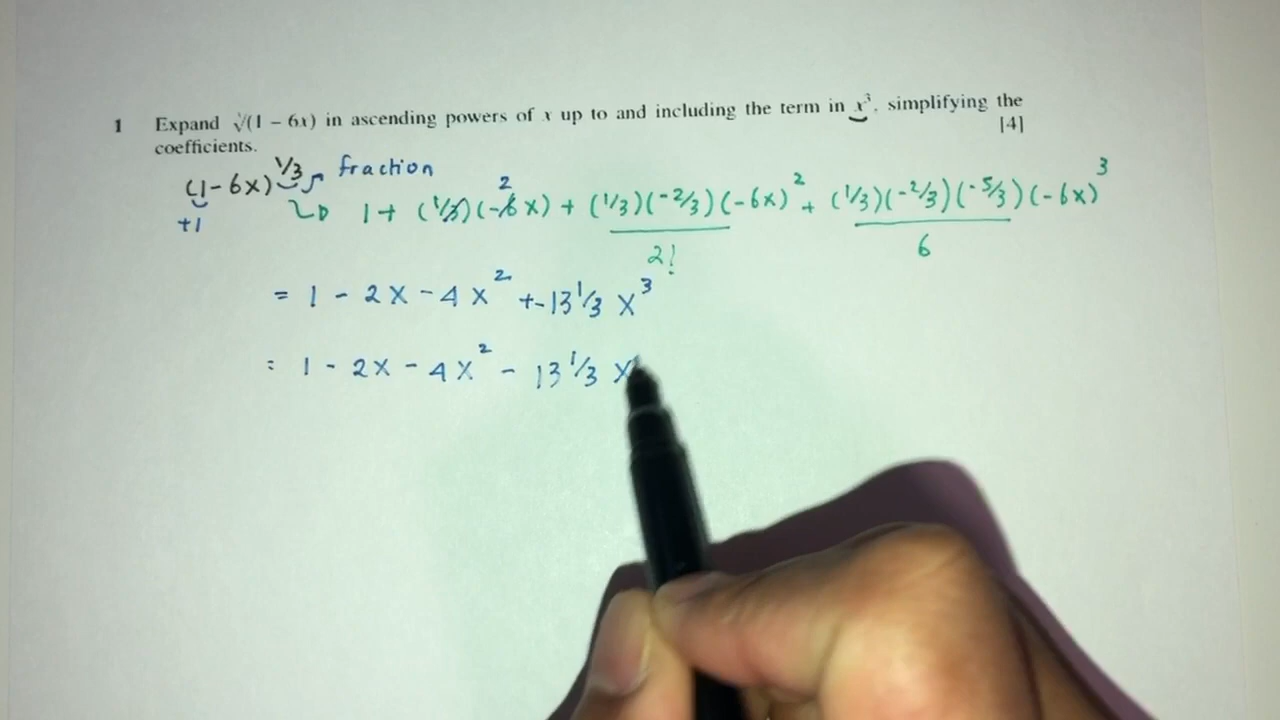 1 Expand ∛(1 – 6x) in ascending powers of x up to and including the term in x³, simplifying the
coefficients. [4]
(1-6x)^1/3 fraction
+1
1 + (1/3)(-6x) + (1/3)(-2/3)(-6x)²/2! + (1/3)(-2/3)(-5/3)(-6x)³/6
2
= 1 - 2x - 4x² + -13 1/3 x³
= 1 - 2x - 4x² - 13 1/3 x